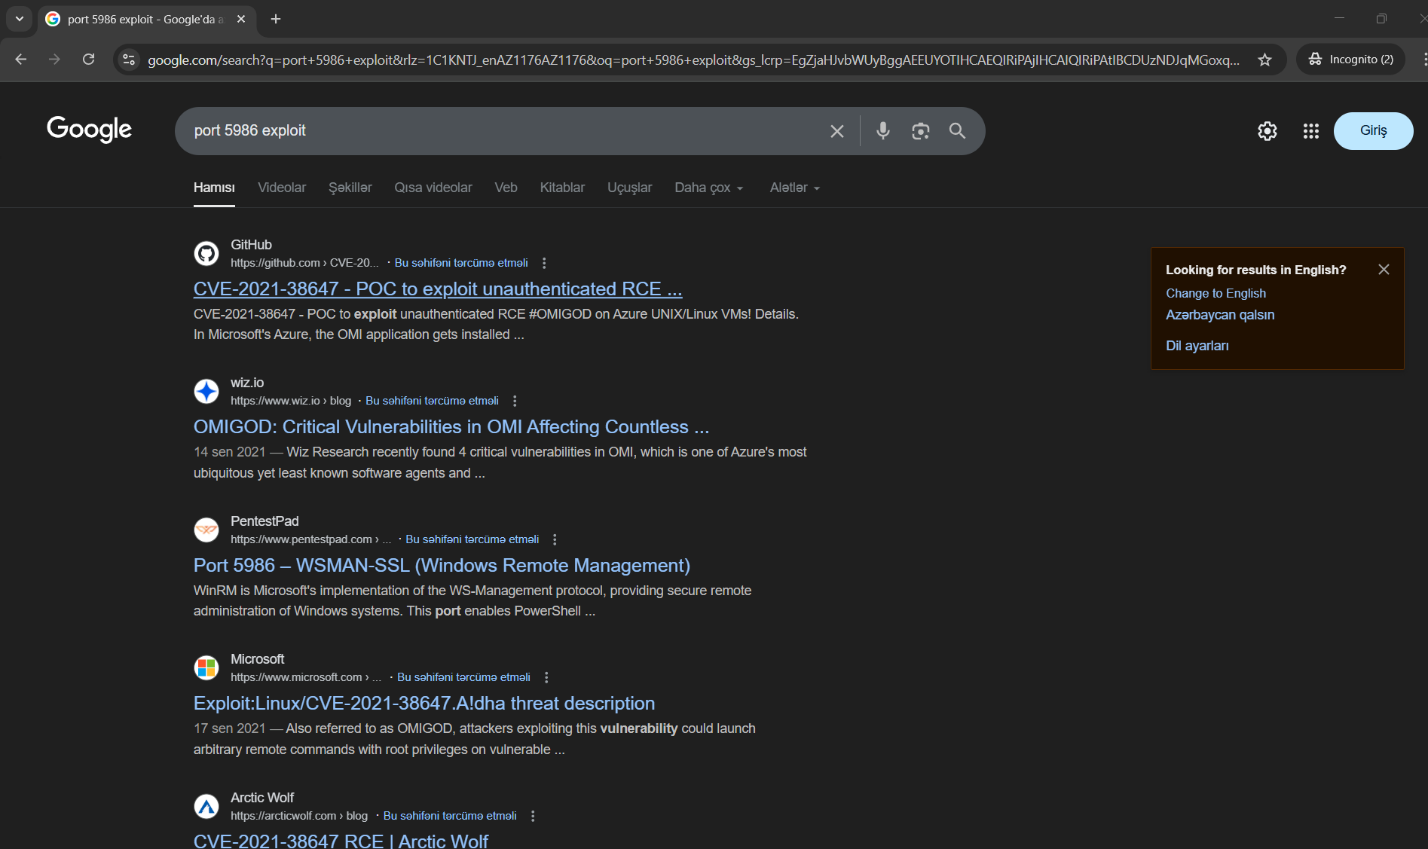 port 5986 exploit - Google'da a
google.com/search?q=port+5986+exploit&rlz=1C1KNTJ_enAZ1176AZ1176&oq=port+5986+exploit&gs_lcrp=EgZjaHJvbWUyBggAEEUYOTIHCAEQIRiPAjIHCAIQIRiPAtIBCDUzNDJqMGoxq...
Incognito (2)
Google
port 5986 exploit
Giriş
Hamısı
Videolar
Şəkillər
Qısa videolar
Veb
Kitablar
Uçuşlar
Daha çox
Alətlər
GitHub
https://github.com › CVE-20... · Bu səhifəni tərcümə etməli
CVE-2021-38647 - POC to exploit unauthenticated RCE ...
CVE-2021-38647 - POC to exploit unauthenticated RCE #OMIGOD on Azure UNIX/Linux VMs! Details.
In Microsoft's Azure, the OMI application gets installed ...
Looking for results in English?
Change to English
Azərbaycan qalsın
Dil ayarları
wiz.io
https://www.wiz.io › blog · Bu səhifəni tərcümə etməli
OMIGOD: Critical Vulnerabilities in OMI Affecting Countless ...
14 sen 2021 — Wiz Research recently found 4 critical vulnerabilities in OMI, which is one of Azure's most
ubiquitous yet least known software agents and ...
PentestPad
https://www.pentestpad.com › ... · Bu səhifəni tərcümə etməli
Port 5986 – WSMAN-SSL (Windows Remote Management)
WinRM is Microsoft's implementation of the WS-Management protocol, providing secure remote
administration of Windows systems. This port enables PowerShell ...
Microsoft
https://www.microsoft.com › ... · Bu səhifəni tərcümə etməli
Exploit:Linux/CVE-2021-38647.A!dha threat description
17 sen 2021 — Also referred to as OMIGOD, attackers exploiting this vulnerability could launch
arbitrary remote commands with root privileges on vulnerable ...
Arctic Wolf
https://arcticwolf.com › blog · Bu səhifəni tərcümə etməli
CVE-2021-38647 RCE | Arctic Wolf